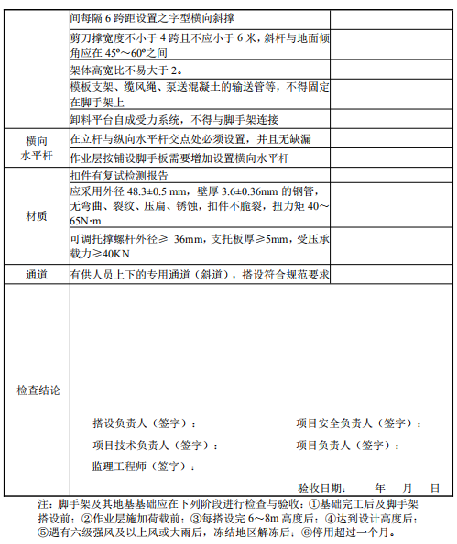 间每隔 6 跨距设置之字型横向斜撑
剪刀撑宽度不小于 4 跨且不应小于 6 米，斜杆与地面倾
角应在 45°～60°之间
架体高宽比不易大于 2。
模板支架、缆风绳、泵送混凝土的输送管等，不得固定
在脚手架上
卸料平台自成受力系统，不得与脚手架连接
横向
水平杆
在立杆与纵向水平杆交点处必须设置，并且无缺漏
作业层按铺设脚手板需要增加设置横向水平杆
材质
扣件有复试检测报告
应采用外径 48.3±0.5 mm，壁厚 3.6±0.36mm 的钢管，
无弯曲、裂纹、压扁、锈蚀，扣件不脆裂，扭力矩 40～
65N·m
可调托撑螺杆外径≥ 36mm，支托板厚≥5mm，受玉承
载力≥40KN
通道
有供人员上下的专用通道（斜道），搭设符合规范要求
检查结论
搭设负责人（签字）： 项目安全负责人（签字）：
项目技术负责人（签字）： 项目负责人（签字）：
监理工程师（签字）：
验收日期： 年 月 日
注：脚手架及其地基基础应在下列阶段进行检查与验收：①基础完工后及脚手架
搭设前；②作业层施加荷载前；③每搭设完 6～8m 高度后；④达到设计高度后；
⑤遇有六级强风及以上风或大雨后，冻结地区解冻后；⑥停用超过一个月。